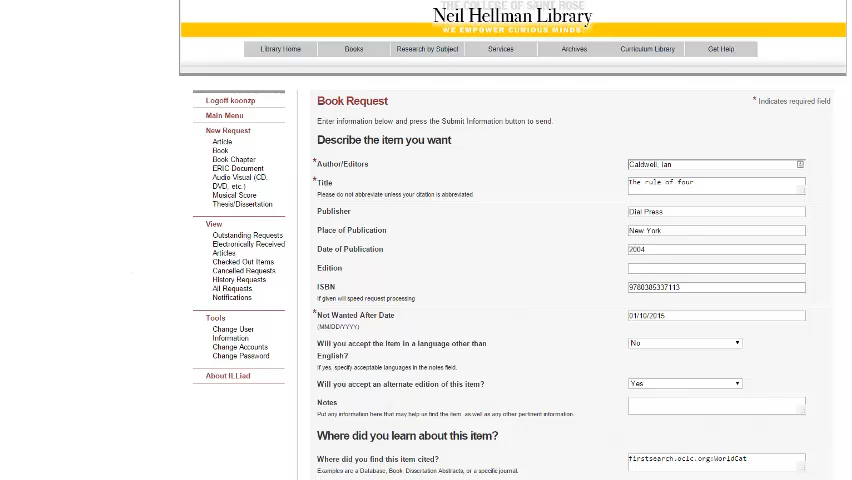 THE COLLEGE OF SAINT ROSE
Neil Hellman Library
WE EMPOWER CURIOUS MINDS
Library Home Books Research by Subject Services Archives Curriculum Library Get Help
Logoff koonzp
Main Menu
New Request
Article
Book
Book Chapter
ERIC Document
Audio Visual (CD,
DVD, etc.)
Musical Score
Thesis/Dissertation
View
Outstanding Requests
Electronically Received
Articles
Checked Out Items
Cancelled Requests
History Requests
All Requests
Notifications
Tools
Change User
Information
Change Accounts
Change Password
About ILLiad
Book Request
* Indicates required field
Enter information below and press the Submit Information button to send.
Describe the item you want
*Author/Editors Caldwell, Ian
*Title The rule of four
Please do not abbreviate unless your citation is abbreviated
Publisher Dial Press
Place of Publication New York
Date of Publication 2004
Edition
ISBN 9780385337113
If given will speed request processing
*Not Wanted After Date 01/10/2015
(MM/DD/YYYY)
Will you accept the item in a language other than No
English?
If yes, specify acceptable languages in the notes field.
Will you accept an alternate edition of this item? Yes
Notes
Put any information here that may help us find the item, as well as any other pertinent information.
Where did you learn about this item?
Where did you find this item cited? firstsearch.oclc.org:WorldCat
Examples are a Database, Book, Dissertation Abstracts, or a specific journal.